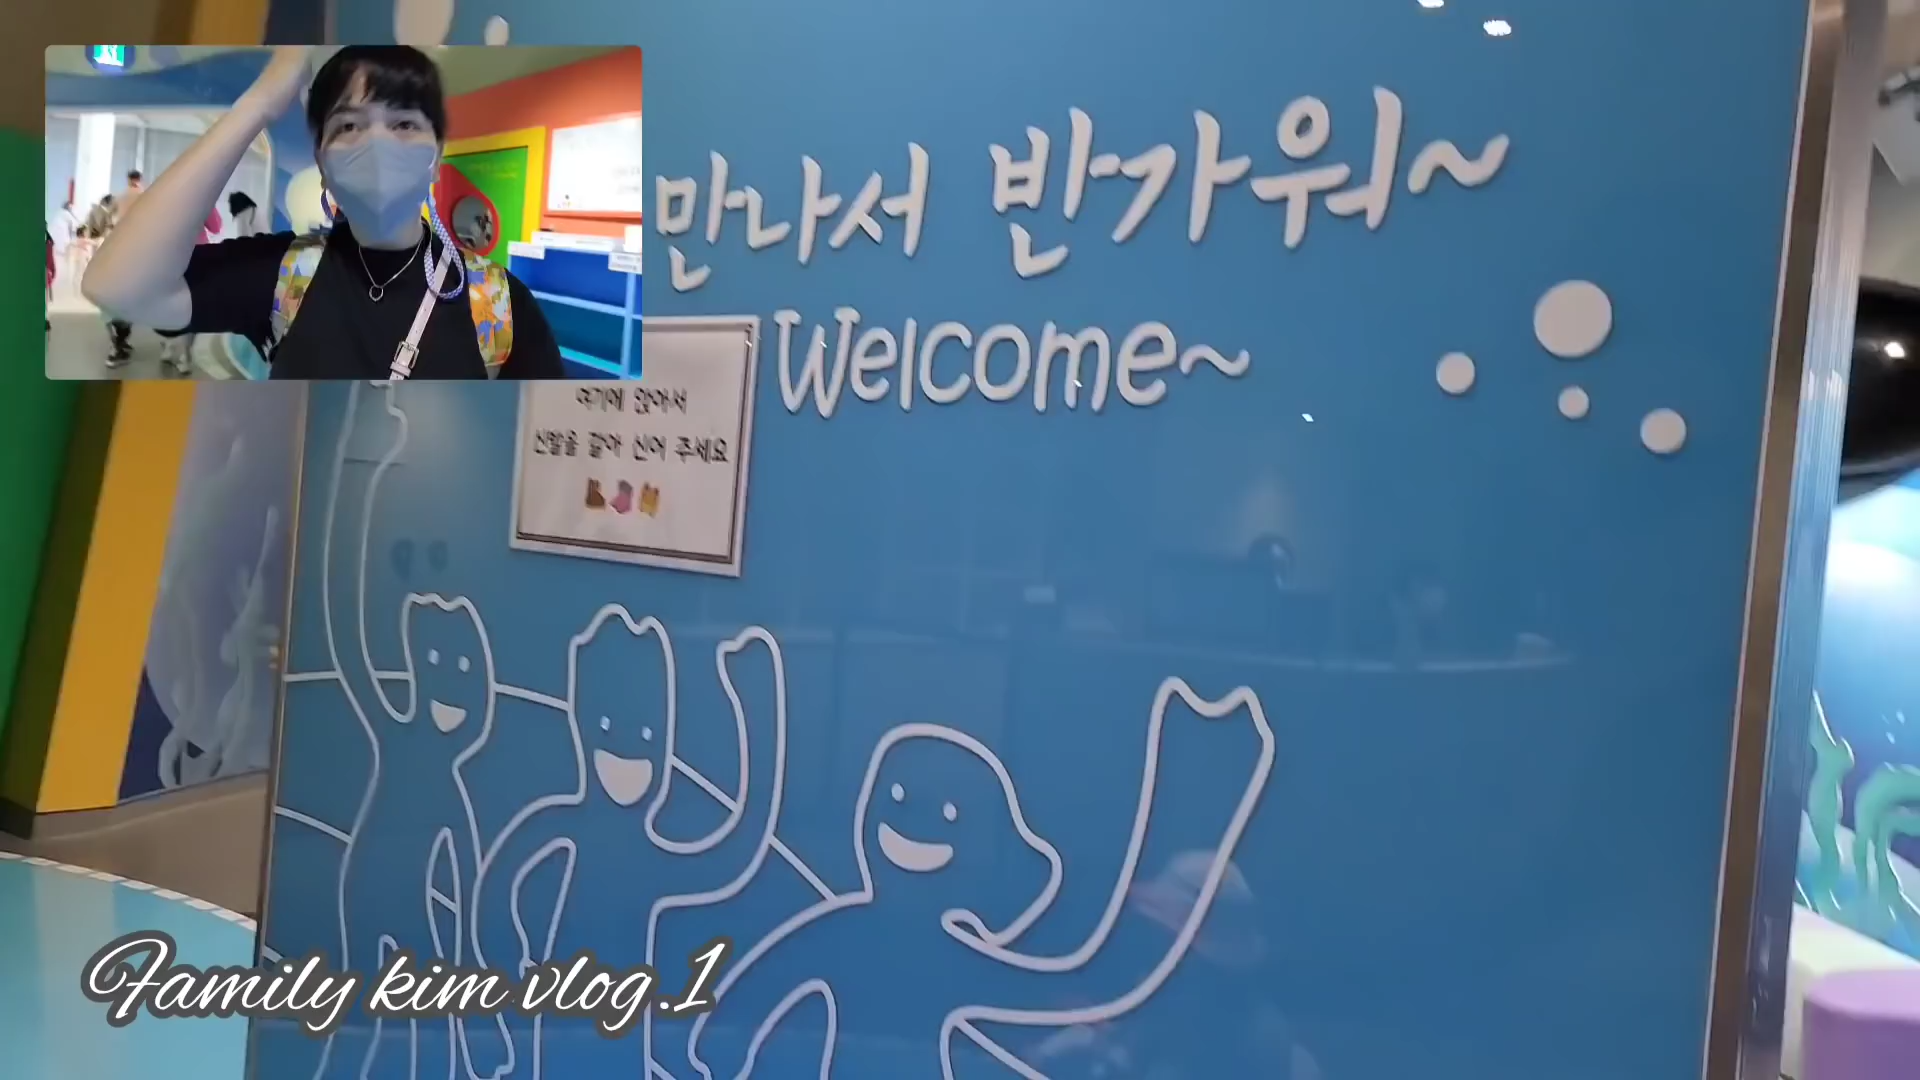 만나서 반가워~
Welcome~
여기에 앉아서
신발을 갈아 신어 주세요
Family kim vlog.1